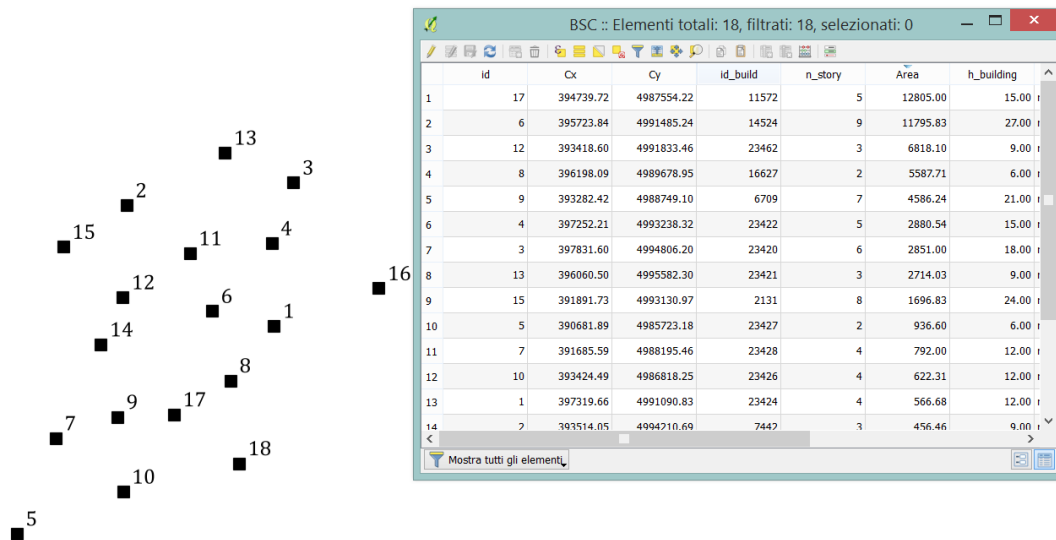 BSC :: Elementi totali: 18, filtrati: 18, selezionati: 0
id Cx Cy id_build n_story Area h_building
1 17 394739.72 4987554.22 11572 5 12805.00 15.00
2 6 395723.84 4991485.24 14524 9 11795.83 27.00
3 12 393418.60 4991833.46 23462 3 6818.10 9.00
4 8 396198.09 4989678.95 16627 2 5587.71 6.00
5 9 393282.42 4988749.10 6709 7 4586.24 21.00
6 4 397252.21 4993238.32 23422 5 2880.54 15.00
7 3 397831.60 4994806.20 23420 6 2851.00 18.00
8 13 396060.50 4995582.30 23421 3 2714.03 9.00
9 15 391891.73 4993130.97 2131 8 1696.83 24.00
10 5 390681.89 4985723.18 23427 2 936.60 6.00
11 7 391685.59 4988195.46 23428 4 792.00 12.00
12 10 393424.49 4986818.25 23426 4 622.31 12.00
13 1 397319.66 4991090.83 23424 4 566.68 12.00
14 2 393514.05 4994210.69 7442 3 456.46 9.00
Mostra tutti gli elementi
13
3
2
15
11
4
16
12
6
1
14
8
9
17
7
18
10
5